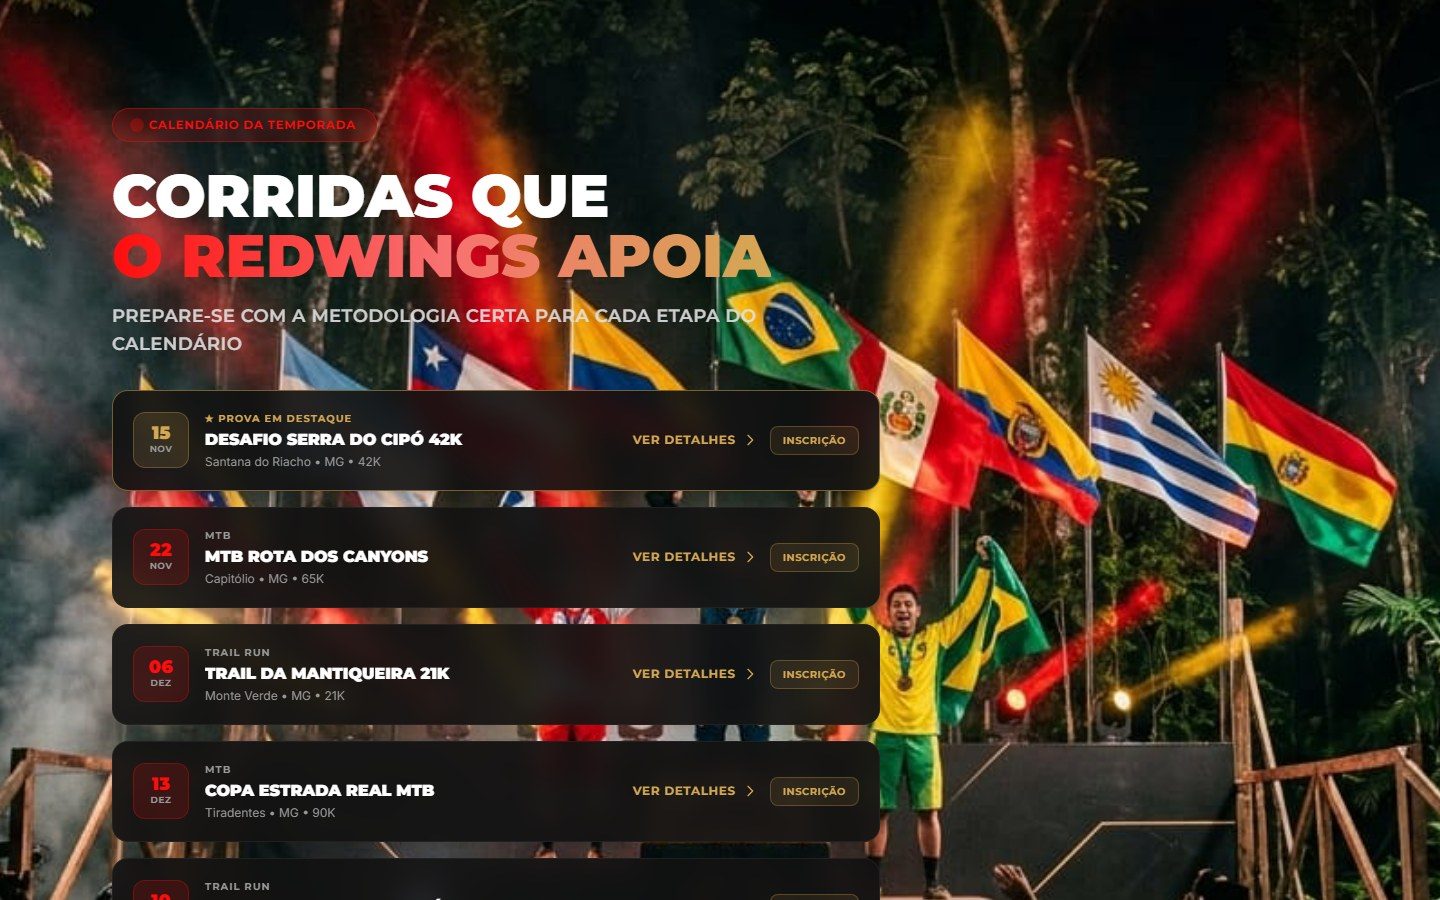 CALENDÁRIO DA TEMPORADA
CORRIDAS QUE
O REDWINGS APOIA
PREPARE-SE COM A METODOLOGIA CERTA PARA CADA ETAPA DO
CALENDÁRIO
15
NOV
★ PROVA EM DESTAQUE
DESAFIO SERRA DO CIPÓ 42K
Santana do Riacho • MG • 42K
VER DETALHES
INSCRIÇÃO
22
NOV
MTB
MTB ROTA DOS CANYONS
Capitólio • MG • 65K
VER DETALHES
INSCRIÇÃO
06
DEZ
TRAIL RUN
TRAIL DA MANTIQUEIRA 21K
Monte Verde • MG • 21K
VER DETALHES
INSCRIÇÃO
13
DEZ
MTB
COPA ESTRADA REAL MTB
Tiradentes • MG • 90K
VER DETALHES
INSCRIÇÃO
TRAIL RUN